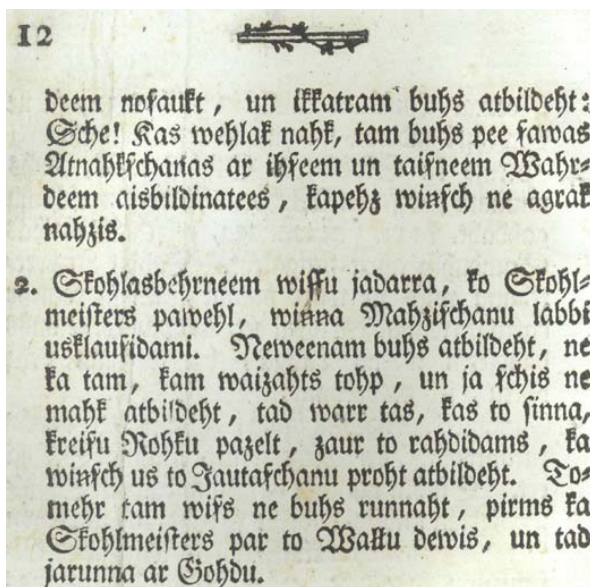 12
deem nosaukt, un ikkatram buhs atbildeht:
Sche! Kas wehlak nahk, tam buhs pee sawas
Atnahkschanas ar ihseem un taisneem Wahr-
deem aisbildinatees, kapehz winsch ne agrak
nahzis.
2. Skohlasbehrneem wissu jadarra, ko Skohl-
meisters pawehl, winna Mahzischanu labbi
usklausidami. Neweenam buhs atbildeht, ne
ka tam, kam waizahts tohp, un ja schis ne
mahk atbildeht, tad warr tas, kas to sinna,
kreisu Rohku pazelt, zaur to rahdidams, ka
winsch us to Jautaschanu proht atbildeht. To-
mehr tam wiss ne buhs runnaht, pirms ka
Skohlmeisters par to Wallu dewis, un tad
jarunna ar Gohdu.